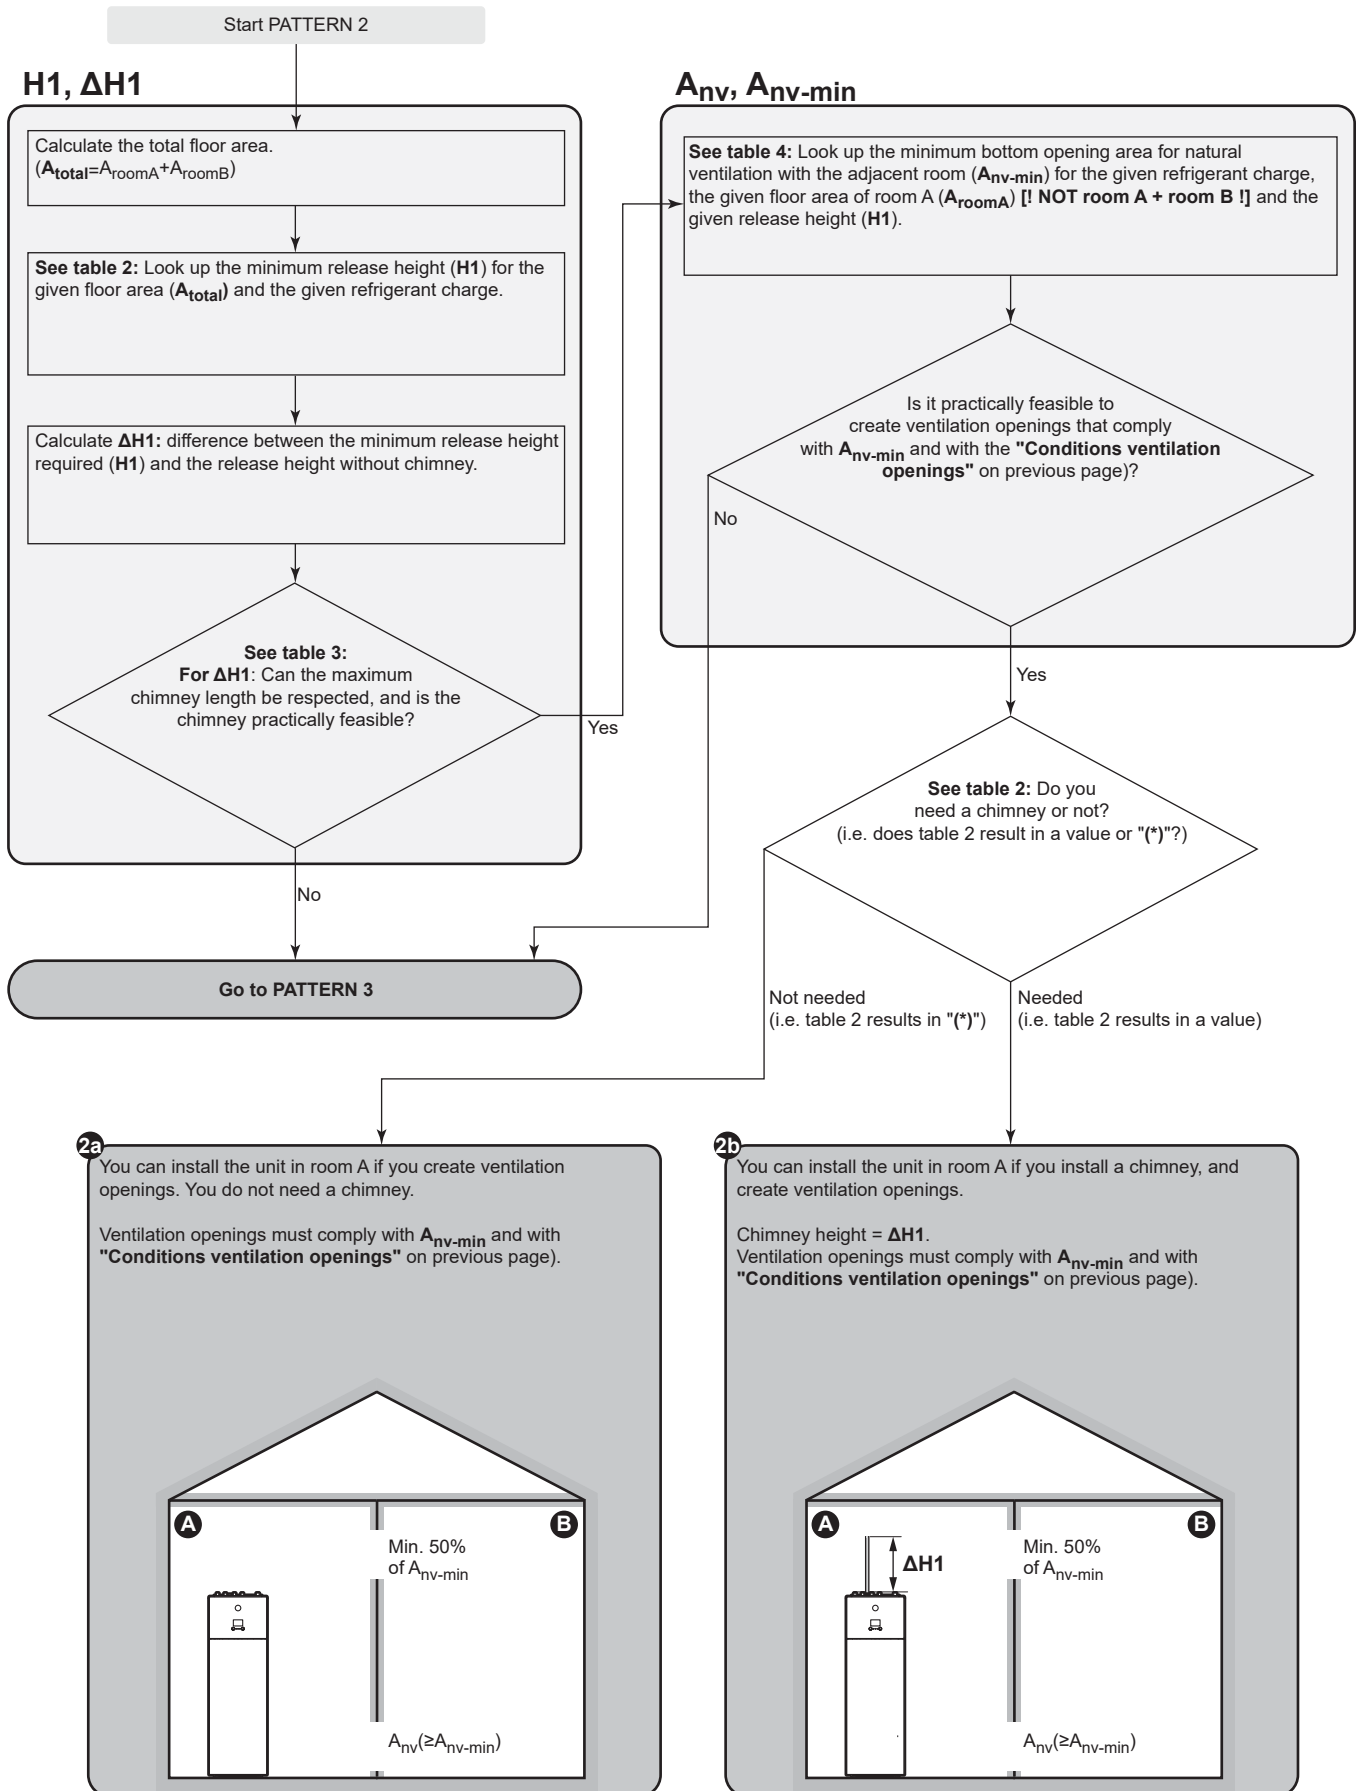 Start PATTERN 2
H1, ΔH1
Calculate the total floor area.
(Atotal=AroomA+AroomB)
See table 2: Look up the minimum release height (H1) for the
given floor area (Atotal) and the given refrigerant charge.
Calculate ΔH1: difference between the minimum release height
required (H1) and the release height without chimney.
See table 3:
For ΔH1: Can the maximum
chimney length be respected, and is the
chimney practically feasible?
Yes
No
Go to PATTERN 3
Anv, Anv-min
See table 4: Look up the minimum bottom opening area for natural
ventilation with the adjacent room (Anv-min) for the given refrigerant charge,
the given floor area of room A (AroomA) [! NOT room A + room B !] and the
given release height (H1).
Is it practically feasible to
create ventilation openings that comply
with Anv-min and with the "Conditions ventilation
openings" on previous page)?
No
Yes
See table 2: Do you
need a chimney or not?
(i.e. does table 2 result in a value or "(*)"?)
Not needed
(i.e. table 2 results in "(*)")
Needed
(i.e. table 2 results in a value)
2a
You can install the unit in room A if you create ventilation
openings. You do not need a chimney.
Ventilation openings must comply with Anv-min and with
"Conditions ventilation openings" on previous page).
A
B
Min. 50%
of Anv-min
Anv(≥Anv-min)
2b
You can install the unit in room A if you install a chimney, and
create ventilation openings.
Chimney height = ΔH1.
Ventilation openings must comply with Anv-min and with
"Conditions ventilation openings" on previous page).
A
B
ΔH1
Min. 50%
of Anv-min
Anv(≥Anv-min)